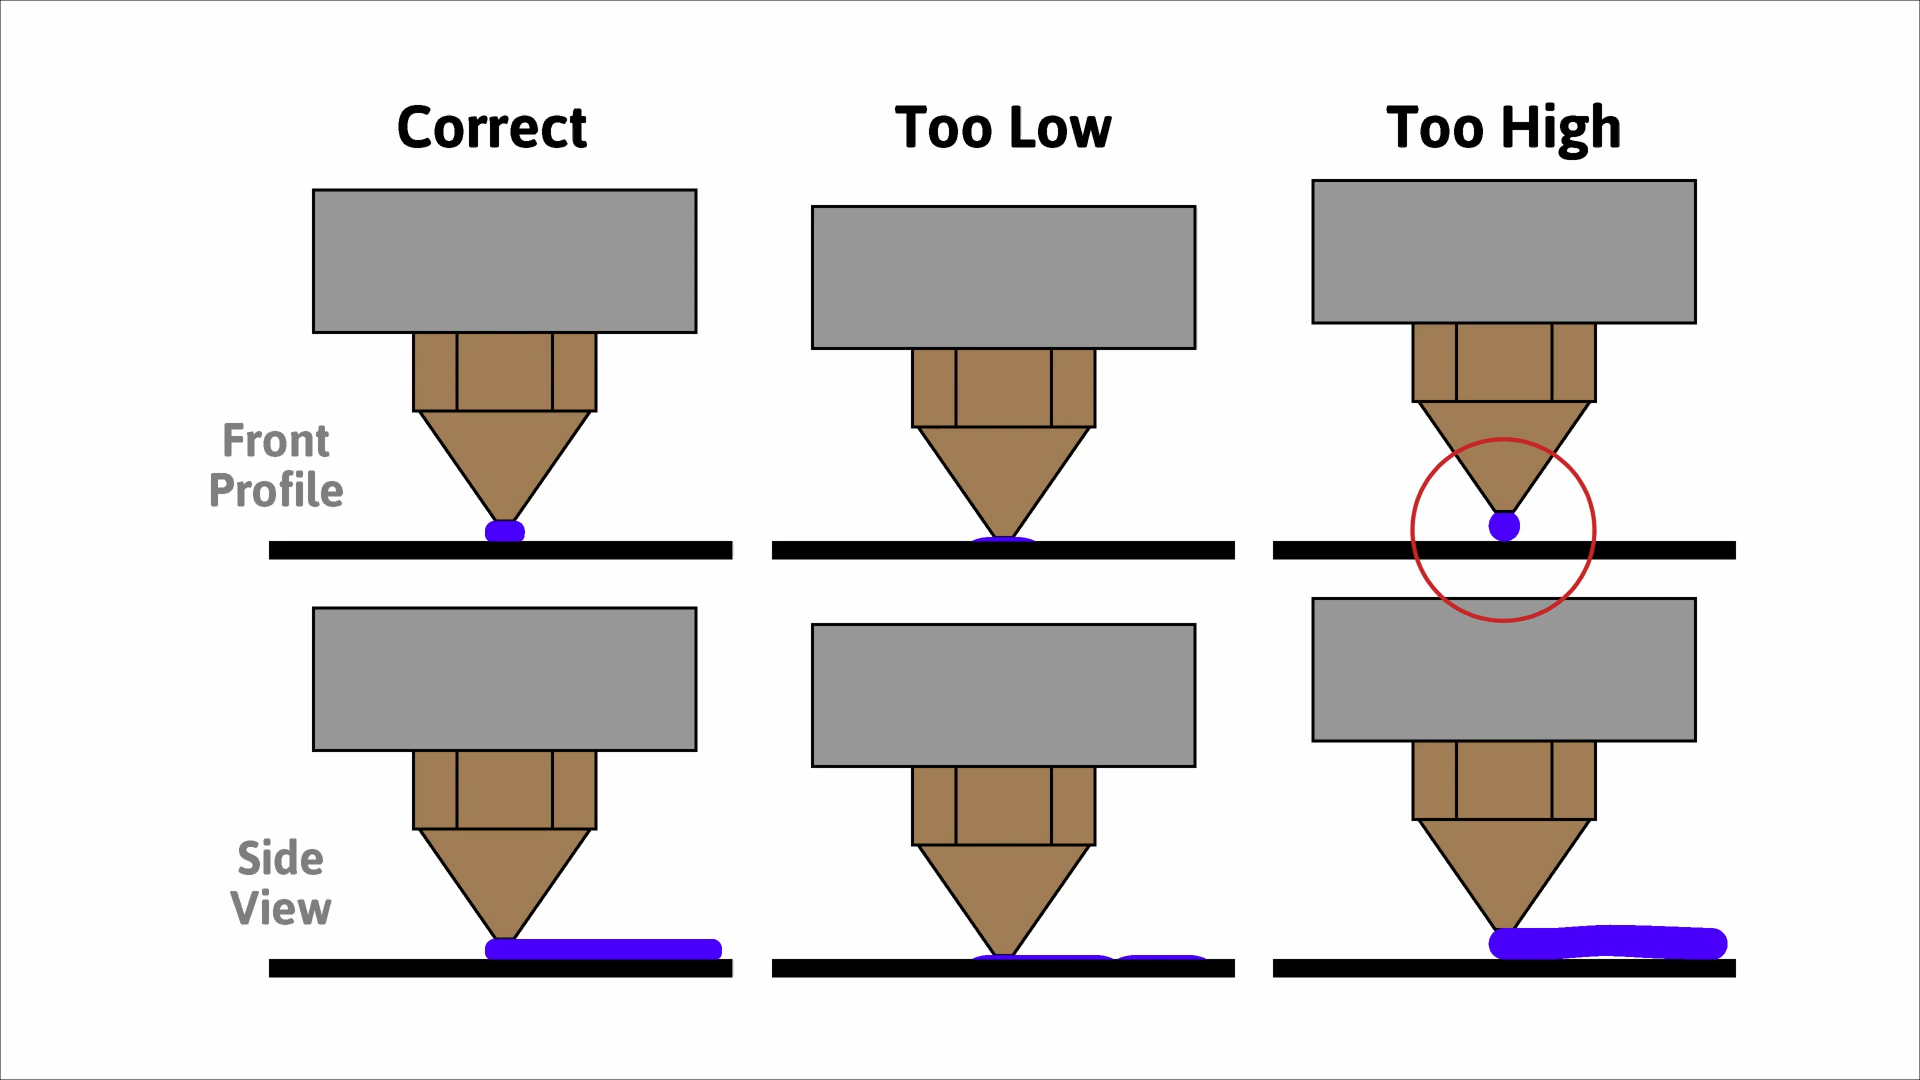 Correct
Too Low
Too High
Front
Profile
Side
View